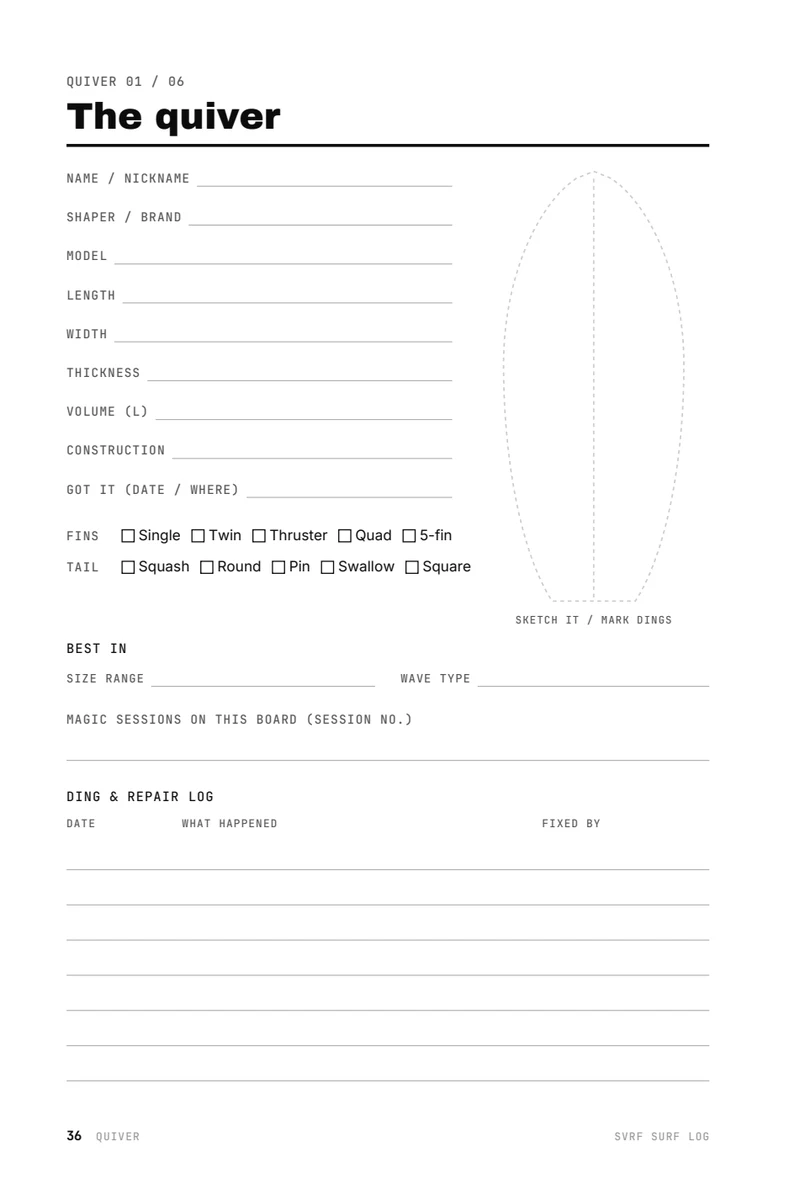 QUIVER 01 / 06
The quiver
NAME / NICKNAME
SHAPER / BRAND
MODEL
LENGTH
WIDTH
THICKNESS
VOLUME (L)
CONSTRUCTION
GOT IT (DATE / WHERE)
FINS Single Twin Thruster Quad 5-fin
TAIL Squash Round Pin Swallow Square
SKETCH IT / MARK DINGS
BEST IN
SIZE RANGE WAVE TYPE
MAGIC SESSIONS ON THIS BOARD (SESSION NO.)
DING & REPAIR LOG
DATE WHAT HAPPENED FIXED BY
36 QUIVER SVRF SURF LOG